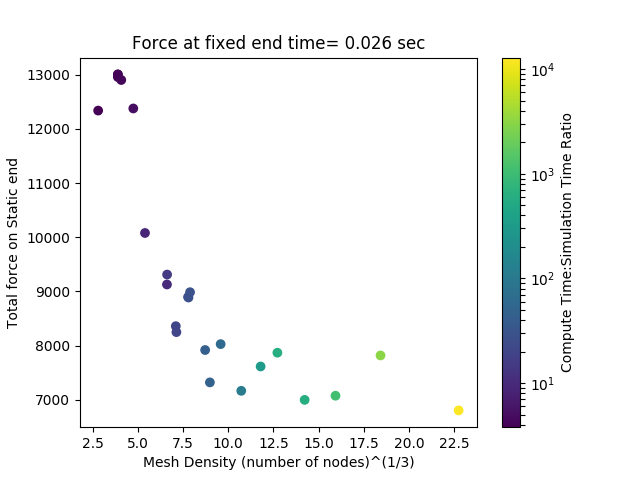 Force at fixed end time= 0.026 sec
Total force on Static end
13000
12000
11000
10000
9000
8000
7000
2.5 5.0 7.5 10.0 12.5 15.0 17.5 20.0 22.5
Mesh Density (number of nodes)^(1/3)
10^4
10^3
10^2
10^1
Compute Time:Simulation Time Ratio